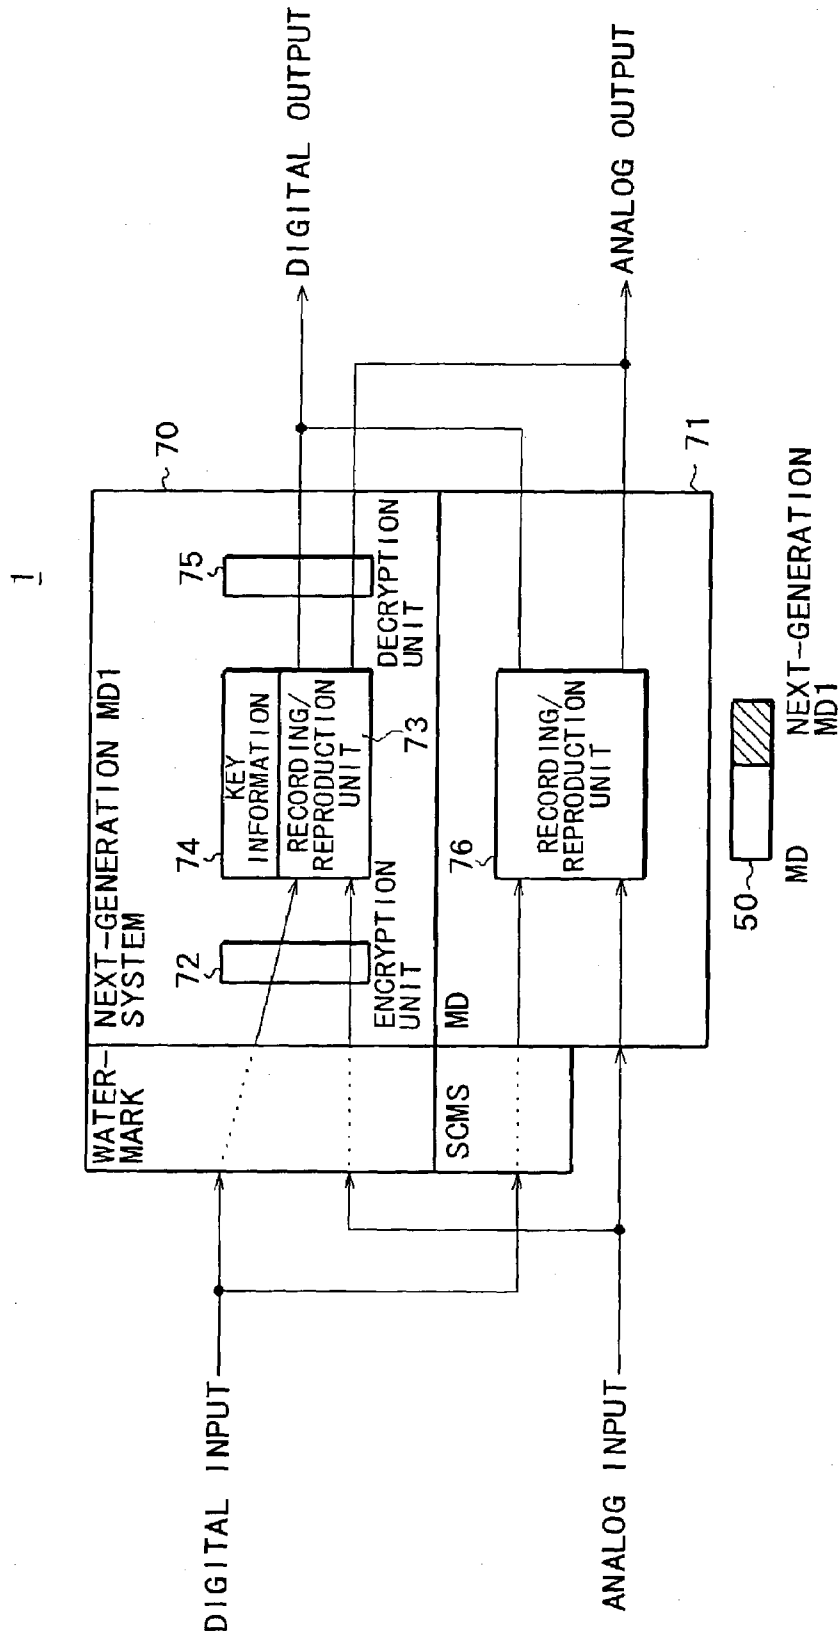 1
WATER-
MARK
NEXT-GENERATION MD1
SYSTEM
70
72
74
75
KEY
INFORMATION
RECORDING/
REPRODUCTION
UNIT
73
ENCRYPTION
UNIT
DECRYPTION
UNIT
DIGITAL INPUT
DIGITAL OUTPUT
SCMS
MD
76
RECORDING/
REPRODUCTION
UNIT
ANALOG INPUT
ANALOG OUTPUT
71
50
MD
NEXT-GENERATION
MD1